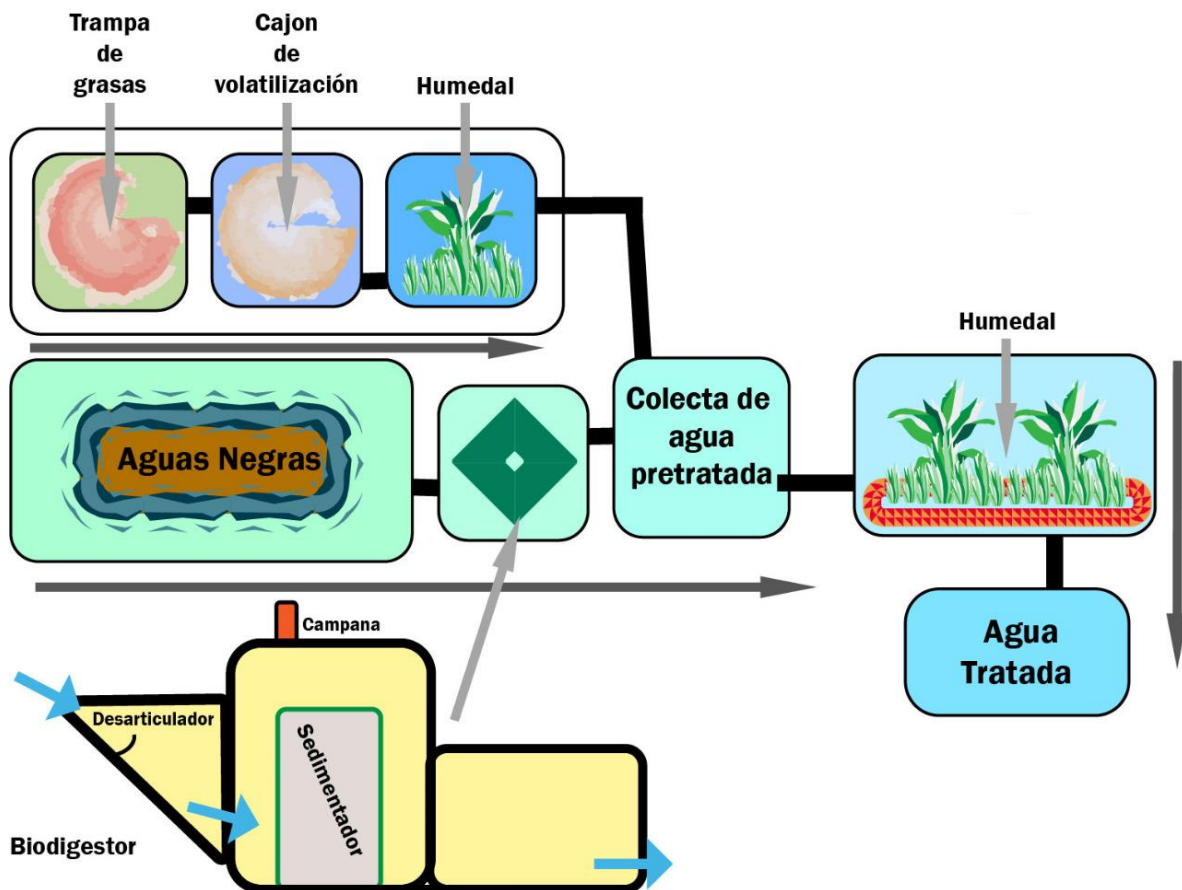 Trampa
de
grasas
Cajon
de
volatilización
Humedal
Humedal
Aguas Negras
Colecta de
agua
pretratada
Agua
Tratada
Campana
Desarticulador
Sedimentador
Biodigestor